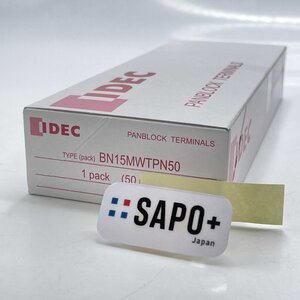 IDEC
PANBLOCK TERMINALS
IDEC
PANBLOCK TERMINALS
TYPE (pack) BN15MWTPN50
1 pack (50)
SAPO+
Japan